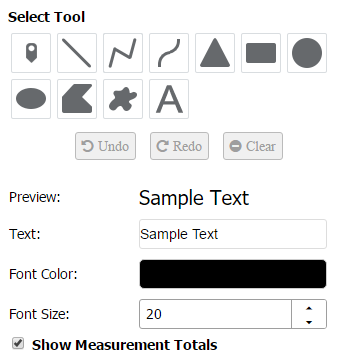 Select Tool
A
Undo Redo Clear
Preview: Sample Text
Text: Sample Text
Font Color:
Font Size: 20
Show Measurement Totals